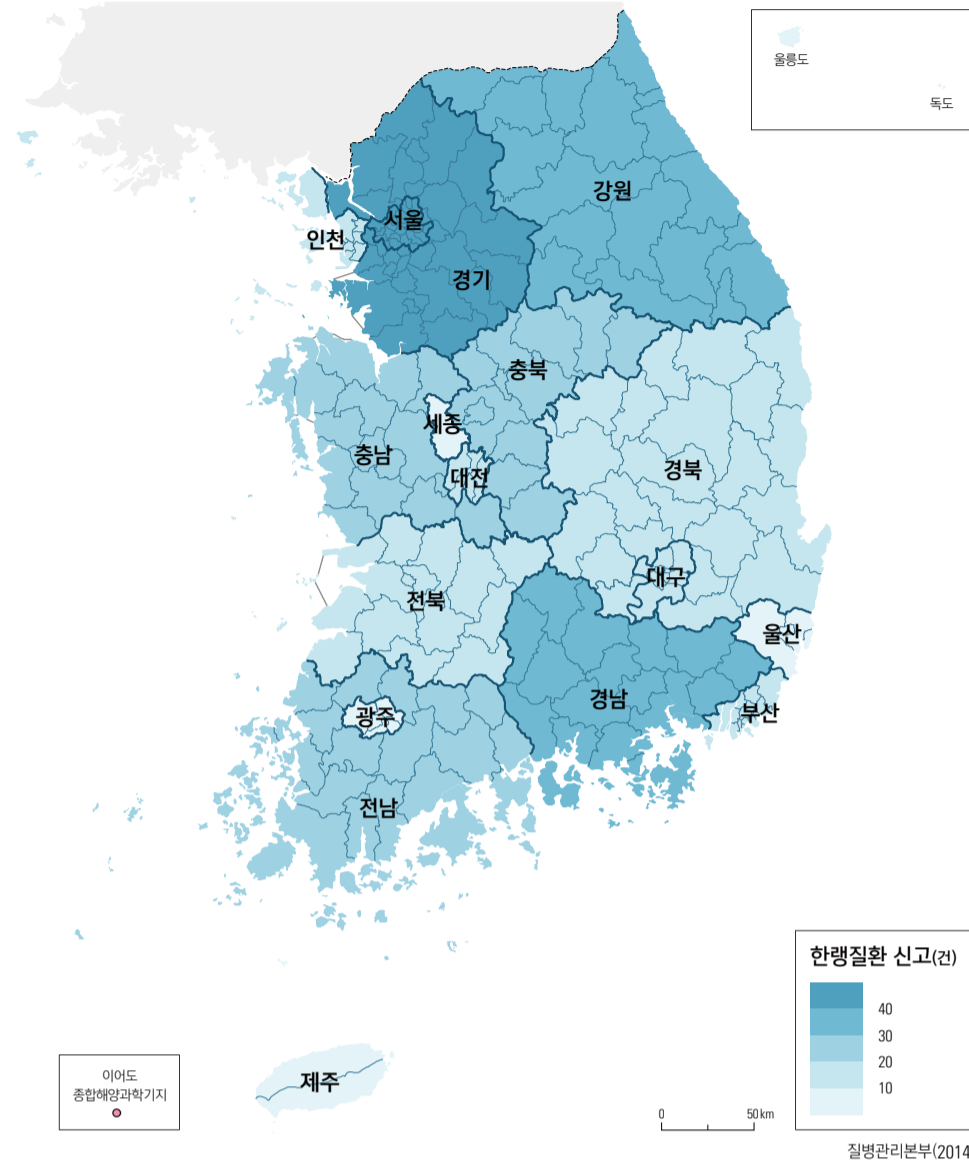 울릉도
독도
강원
서울
인천
경기
충북
세종
충남
대전
경북
대구
전북
울산
경남
광주
부산
전남
한랭질환 신고(건)
40
30
20
10
이어도
종합해양과학기지
제주
0 50 km
질병관리본부(2014